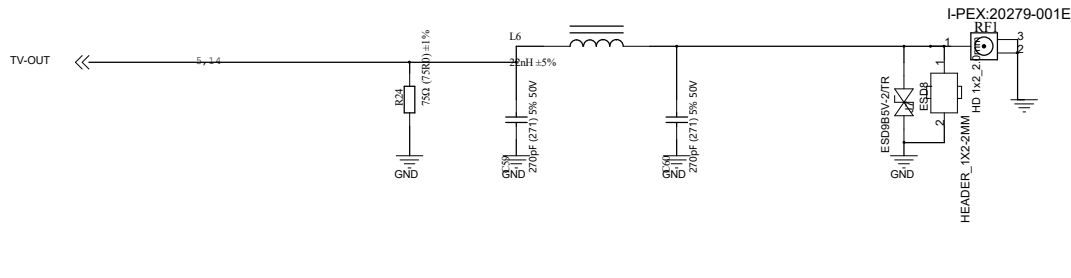 I-PEX:20279-001E
RF1
TV-OUT
5,14
R24
75Ω (75R0) ±1%
L6
22nH ±5%
270pF (271) 5% 50V
GND
GND
270pF (271) 5% 50V
GND
ESD9B5V-2/TR
GND
ESD8
1
2
HEADER_1X2-2MM
HD 1x2_2.0mm
1
3
2